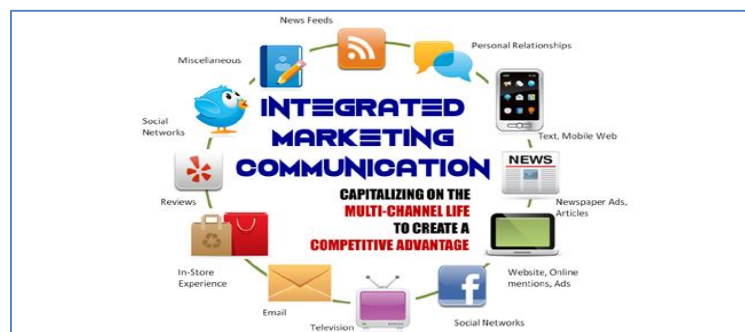 News Feeds
Personal Relationships
Miscellaneous
Social
Networks
INTEGRATED
MARKETING
COMMUNICATION
Text, Mobile Web
NEWS
CAPITALIZING ON THE
MULTI-CHANNEL LIFE
TO CREATE A
COMPETITIVE ADVANTAGE
Reviews
Newspaper Ads,
Articles
In-Store
Experience
Website, Online
mentions, Ads
Email
f
Social Networks
Television